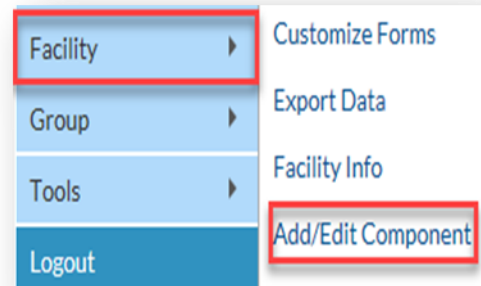 Facility
Group
Tools
Logout
Customize Forms
Export Data
Facility Info
Add/Edit Component